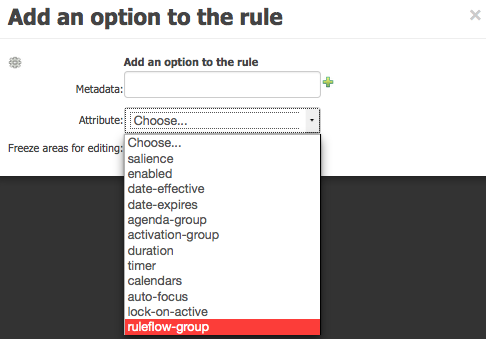 Add an option to the rule
Add an option to the rule
Metadata:
Attribute: Choose...
Freeze areas for editing:
Choose...
salience
enabled
date-effective
date-expires
agenda-group
activation-group
duration
timer
calendars
auto-focus
lock-on-active
ruleflow-group